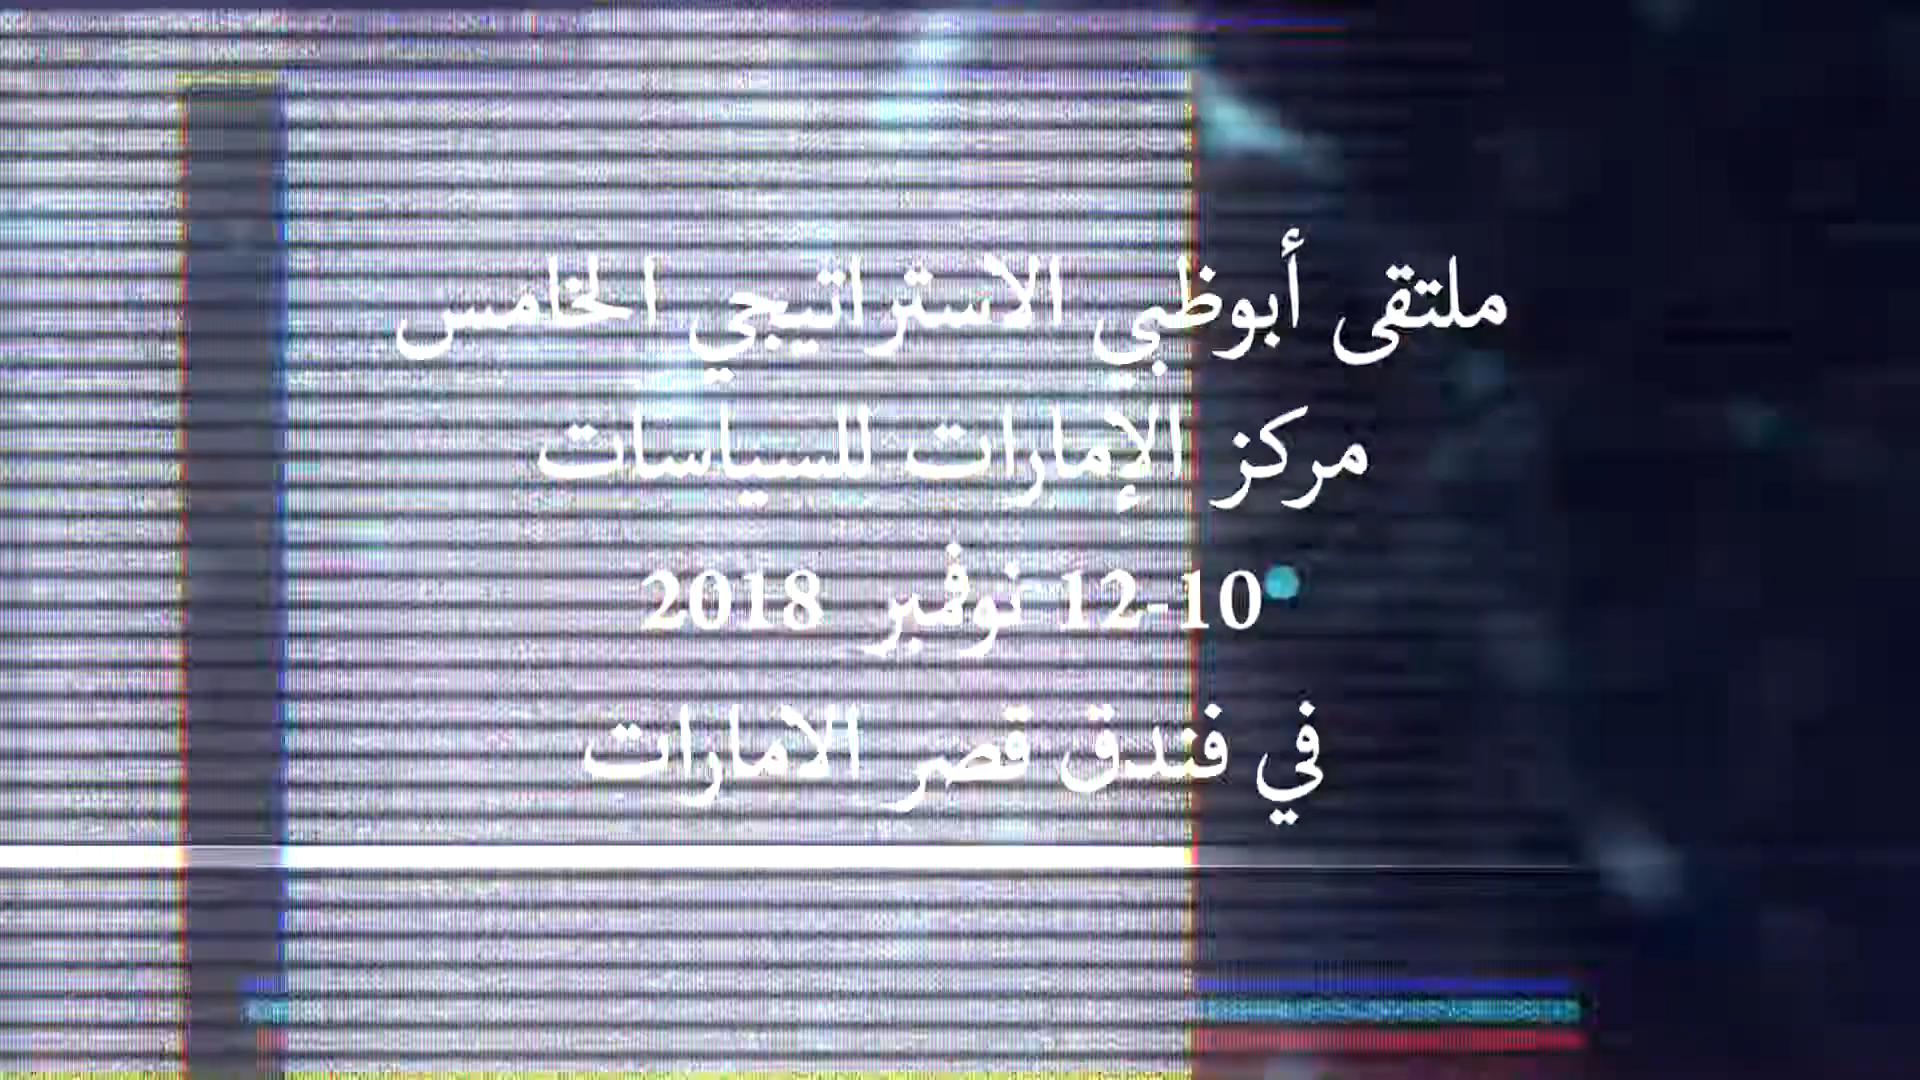 ملتقى أبوظبي الاستراتيجي الخامس
مركز الإمارات للسياسات
10-12 نوفمبر 2018
في فندق قصر الامارات